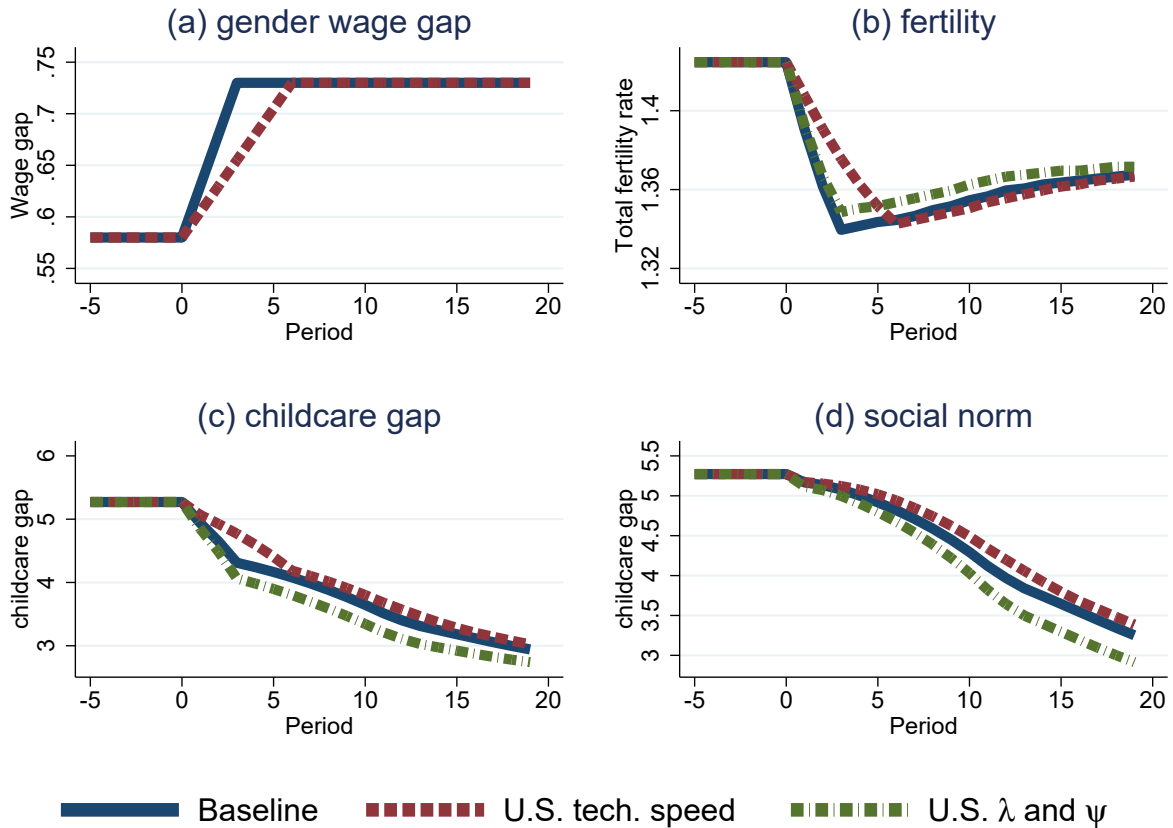 (a) gender wage gap
Wage gap
.75
.7
.65
.6
.55
-5 0 5 10 15 20
Period
(b) fertility
Total fertility rate
1.4
1.36
1.32
-5 0 5 10 15 20
Period
(c) childcare gap
childcare gap
6
5
4
3
-5 0 5 10 15 20
Period
(d) social norm
childcare gap
5.5
5
4.5
4
3.5
3
-5 0 5 10 15 20
Period
Baseline U.S. tech. speed U.S. λ and ψ